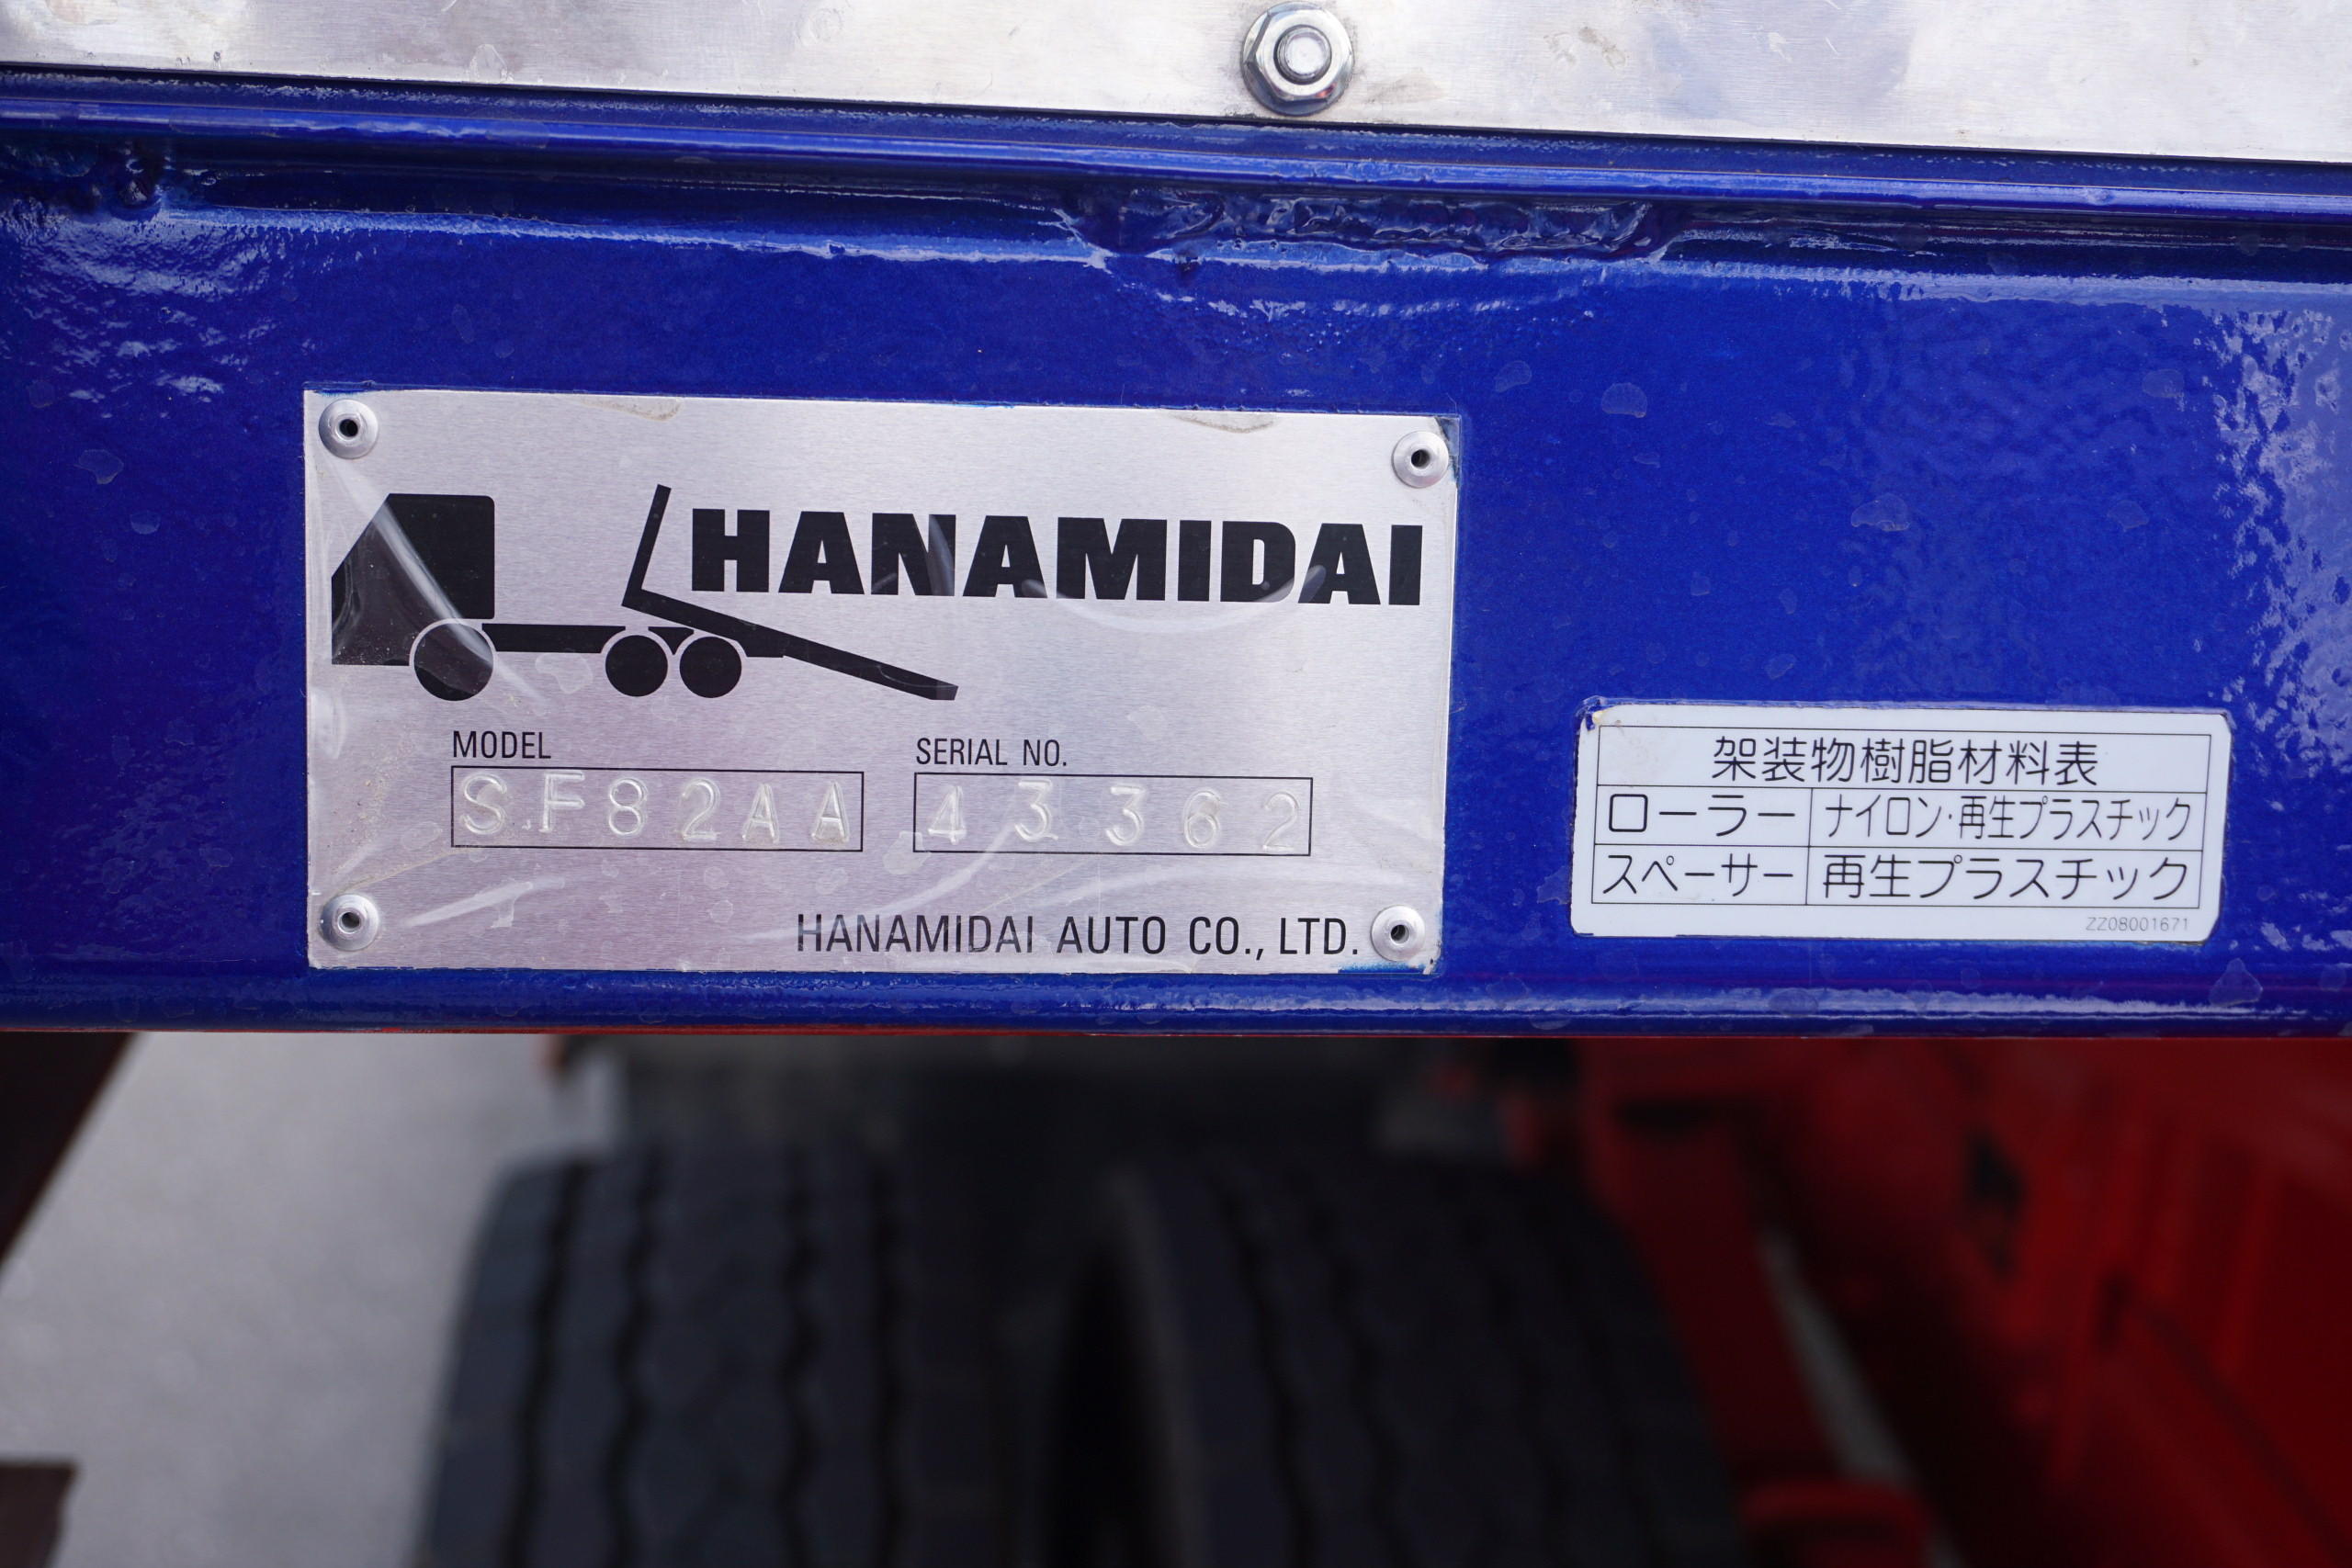 HANAMIDAI
MODEL
SF82AA
SERIAL NO.
43362
HANAMIDAI AUTO CO., LTD.
架装物樹脂材料表
ローラー ナイロン・再生プラスチック
スペーサー 再生プラスチック
ZZ08001671